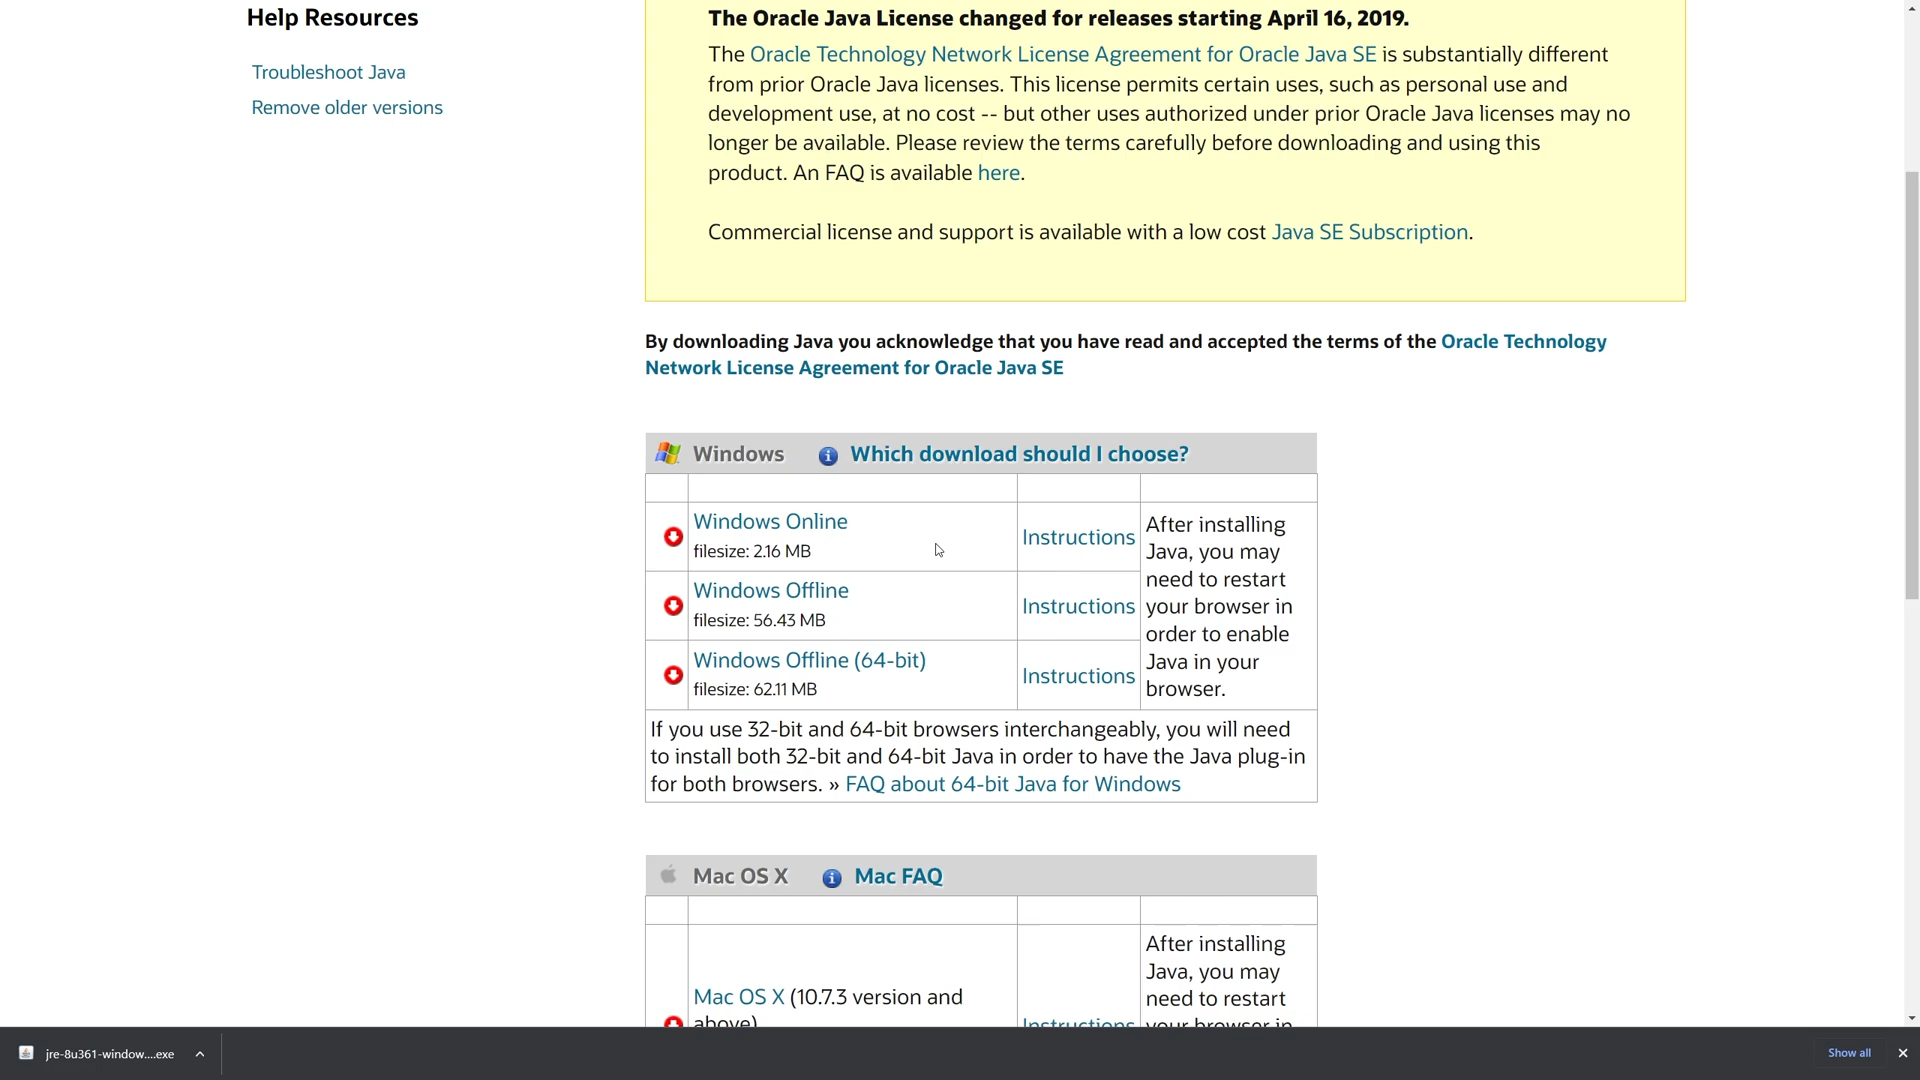 Help Resources
Troubleshoot Java
Remove older versions
The Oracle Java License changed for releases starting April 16, 2019.
The Oracle Technology Network License Agreement for Oracle Java SE is substantially different
from prior Oracle Java licenses. This license permits certain uses, such as personal use and
development use, at no cost -- but other uses authorized under prior Oracle Java licenses may no
longer be available. Please review the terms carefully before downloading and using this
product. An FAQ is available here.
Commercial license and support is available with a low cost Java SE Subscription.
By downloading Java you acknowledge that you have read and accepted the terms of the Oracle Technology
Network License Agreement for Oracle Java SE
Windows Which download should I choose?
Windows Online
filesize: 2.16 MB
Instructions
Windows Offline
filesize: 56.43 MB
Instructions
Windows Offline (64-bit)
filesize: 62.11 MB
Instructions
After installing
Java, you may
need to restart
your browser in
order to enable
Java in your
browser.
If you use 32-bit and 64-bit browsers interchangeably, you will need
to install both 32-bit and 64-bit Java in order to have the Java plug-in
for both browsers. » FAQ about 64-bit Java for Windows
Mac OS X Mac FAQ
Mac OS X (10.7.3 version and
above)
Instructions
After installing
Java, you may
need to restart
your browser in
jre-8u361-window....exe
Show all